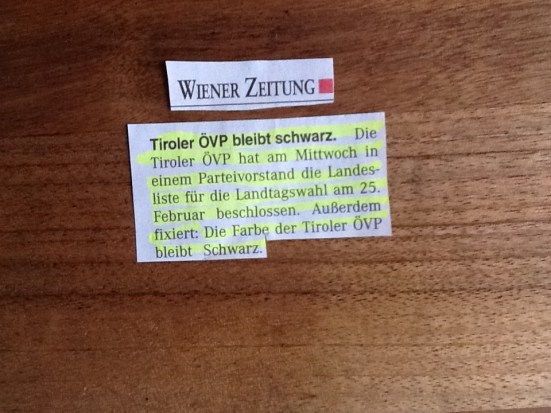 WIENER ZEITUNG
Tiroler ÖVP bleibt schwarz. Die
Tiroler ÖVP hat am Mittwoch in
einem Parteivorstand die Landes-
liste für die Landtagswahl am 25.
Februar beschlossen. Außerdem
fixiert: Die Farbe der Tiroler ÖVP
bleibt Schwarz.